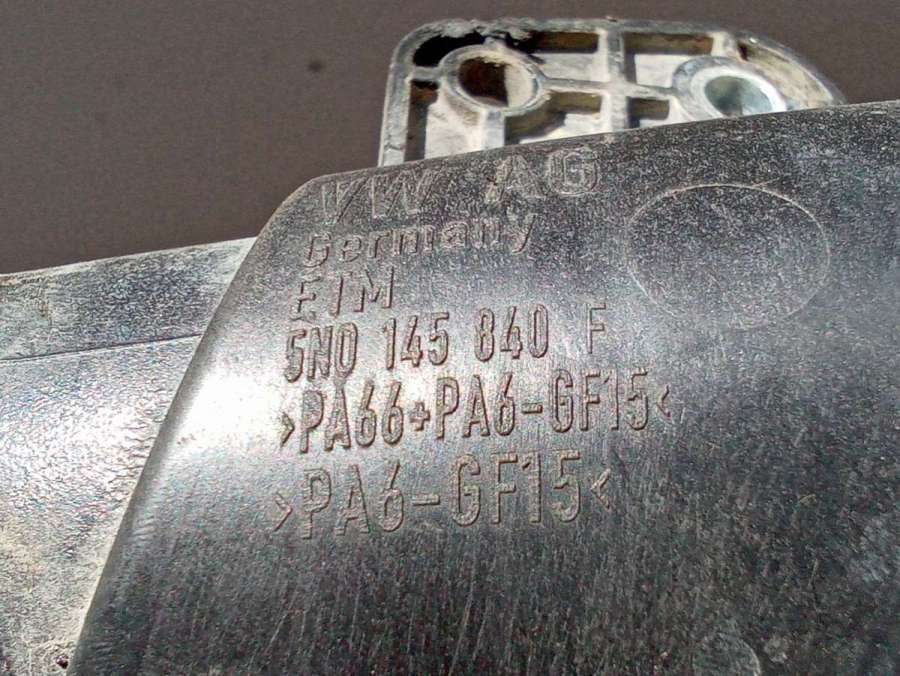 VW AG
Germany
EIM
5N0 145 840 F
>PA66+PA6-GF15<
>PA6-GF15<